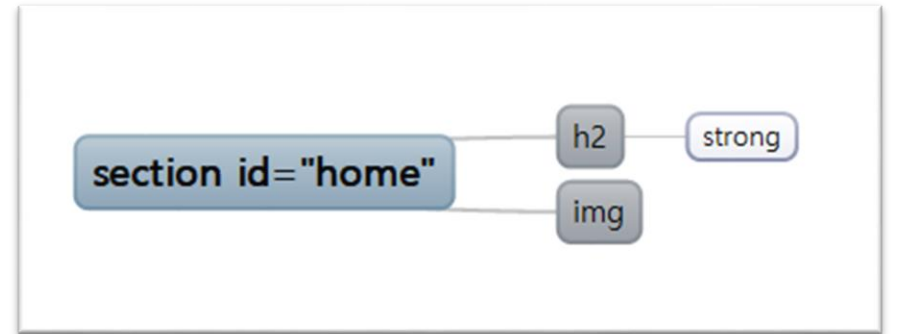 section id="home"
h2
strong
img